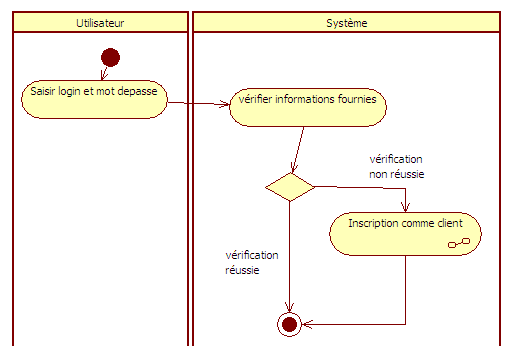 Utilisateur
Système
Saisir login et mot depasse
vérifier informations fournies
vérification
non réussie
Inscription comme client
vérification
réussie